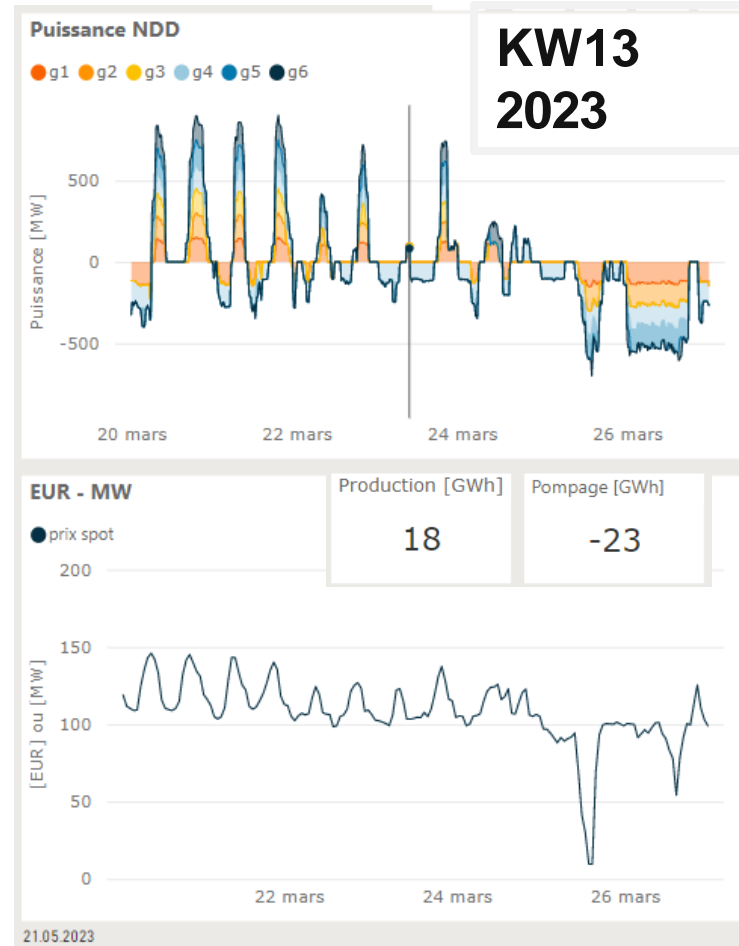 Puissance NDD
g1 g2 g3 g4 g5 g6
KW13
2023
Puissance [MW]
500
0
-500
20 mars 22 mars 24 mars 26 mars
EUR - MW
prix spot
Production [GWh]
18
Pompage [GWh]
-23
[EUR] ou [MW]
200
150
100
50
0
22 mars 24 mars 26 mars
21.05.2023